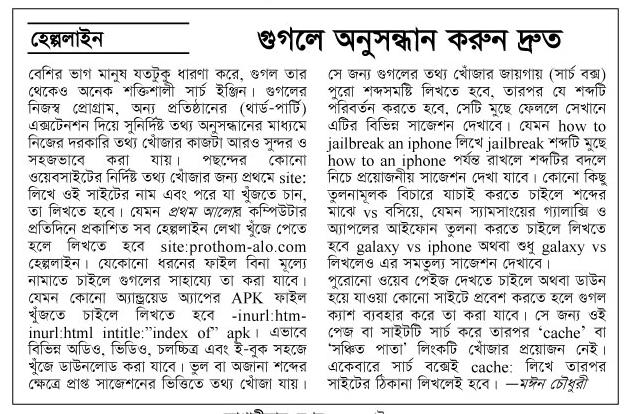 হেল্পলাইন
গুগলে অনুসন্ধান করুন দ্রুত
বেশির ভাগ মানুষ যতটুকু ধারণা করে, গুগল তার
থেকেও অনেক শক্তিশালী সার্চ ইঞ্জিন। গুগলের
নিজস্ব প্রোগ্রাম, অন্য প্রতিষ্ঠানের (থার্ড-পার্টি)
এক্সটেনশন দিয়ে সুনির্দিষ্ট তথ্য অনুসন্ধানের মাধ্যমে
নিজের দরকারি তথ্য খোঁজার কাজটা আরও সুন্দর ও
সহজভাবে করা যায়। পছন্দের কোনো
ওয়েবসাইটের নির্দিষ্ট তথ্য খোঁজার জন্য প্রথমে site:
লিখে ওই সাইটের নাম এবং পরে যা খুঁজতে চান,
তা লিখতে হবে। যেমন প্রথম আলোর কম্পিউটার
প্রতিদিনে প্রকাশিত সব হেল্পলাইন লেখা খুঁজে পেতে
হলে লিখতে হবে site:prothom-alo.com
হেল্পলাইন। যেকোনো ধরনের ফাইল বিনা মূল্যে
নামাতে চাইলে গুগলের সাহায্যে তা করা যাবে।
যেমন কোনো অ্যান্ড্রয়েড অ্যাপের APK ফাইল
খুঁজতে চাইলে লিখতে হবে -inurl:htm-
inurl:html intitle:”index of” apk। এভাবে
বিভিন্ন অডিও, ভিডিও, চলচ্চিত্র এবং ই-বুক সহজে
খুঁজে ডাউনলোড করা যাবে। ভুল বা অজানা শব্দের
ক্ষেত্রে প্রাপ্ত সাজেশনের ভিত্তিতে তথ্য খোঁজা যায়।
সে জন্য গুগলের তথ্য খোঁজার জায়গায় (সার্চ বক্স)
পুরো শব্দসমষ্টি লিখতে হবে, তারপর যে শব্দটি
পরিবর্তন করতে হবে, সেটি মুছে ফেললে সেখানে
এটির বিভিন্ন সাজেশন দেখাবে। যেমন how to
jailbreak an iphone লিখে jailbreak শব্দটি মুছে
how to an iphone পর্যন্ত রাখলে শব্দটির বদলে
নিচে প্রয়োজনীয় সাজেশন দেখা যাবে। কোনো কিছু
তুলনামূলক বিচারে যাচাই করতে চাইলে শব্দের
মাঝে vs বসিয়ে, যেমন স্যামসাংয়ের গ্যালাক্সি ও
অ্যাপলের আইফোন তুলনা করতে চাইলে লিখতে
হবে galaxy vs iphone অথবা শুধু galaxy vs
লিখলেও এর সমতুল্য সাজেশন দেখাবে।
পুরোনো ওয়েব পেইজ দেখতে চাইলে অথবা ডাউন
হয়ে যাওয়া কোনো সাইটে প্রবেশ করতে হলে গুগল
ক্যাশ ব্যবহার করে তা করা যাবে। সে জন্য ওই
পেজ বা সাইটটি সার্চ করে তারপর ‘cache’ বা
‘সঞ্চিত পাতা’ লিংকটি খোঁজার প্রয়োজন নেই।
একেবারে সার্চ বক্সেই cache: লিখে তারপর
সাইটের ঠিকানা লিখলেই হবে। —মঈন চৌধুরী